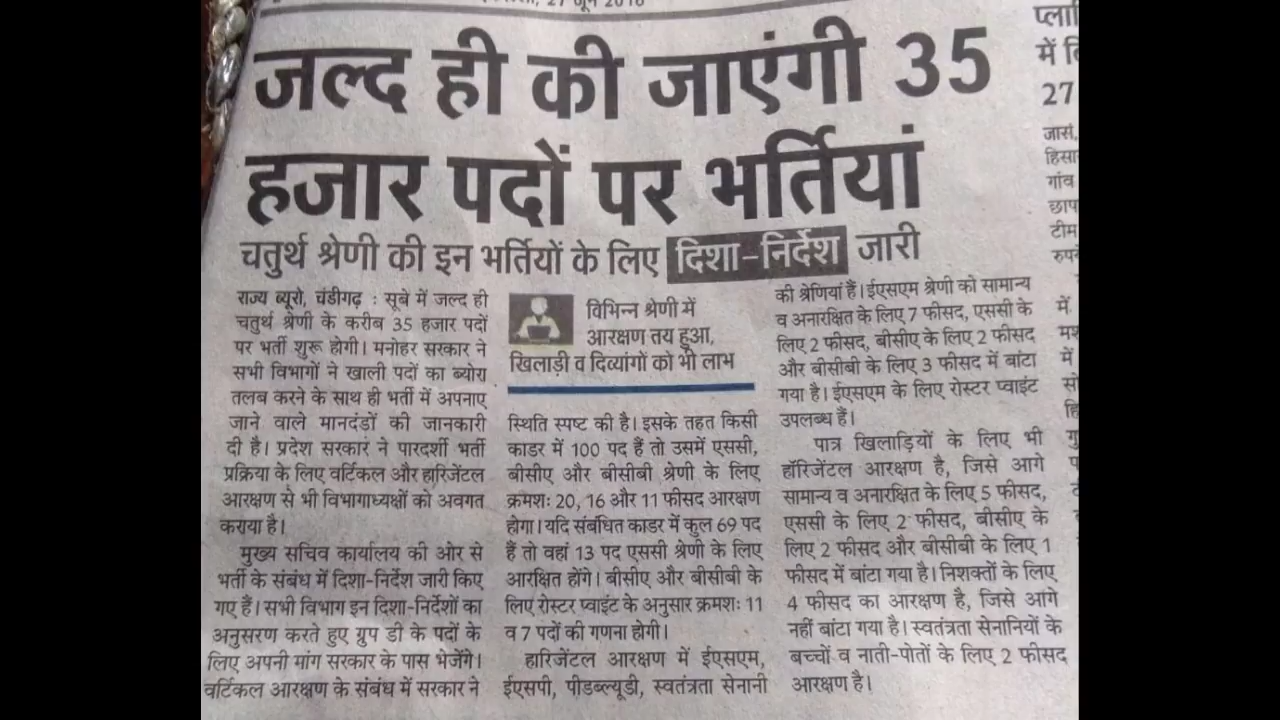 27 जून 2018
जल्द ही की जाएंगी 35
हजार पदों पर भर्तियां
चतुर्थ श्रेणी की इन भर्तियों के लिए दिशा-निर्देश जारी
राज्य ब्यूरो, चंडीगढ़ : सूबे में जल्द ही
चतुर्थ श्रेणी के करीब 35 हजार पदों
पर भर्ती शुरू होगी। मनोहर सरकार ने
सभी विभागों ने खाली पदों का ब्योरा
तलब करने के साथ ही भर्ती में अपनाए
जाने वाले मानदंडों की जानकारी
दी है। प्रदेश सरकार ने पारदर्शी भर्ती
प्रक्रिया के लिए वर्टिकल और हारिजेंटल
आरक्षण से भी विभागाध्यक्षों को अवगत
कराया है।
मुख्य सचिव कार्यालय की ओर से
भर्ती के संबंध में दिशा-निर्देश जारी किए
गए हैं। सभी विभाग इन दिशा-निर्देशों का
अनुसरण करते हुए ग्रुप डी के पदों के
लिए अपनी मांग सरकार के पास भेजेंगे।
वर्टिकल आरक्षण के संबंध में सरकार ने
विभिन्न श्रेणी में
आरक्षण तय हुआ,
खिलाड़ी व दिव्यांगों को भी लाभ
स्थिति स्पष्ट की है। इसके तहत किसी
काडर में 100 पद हैं तो उसमें एससी,
बीसीए और बीसीबी श्रेणी के लिए
क्रमशः 20, 16 और 11 फीसद आरक्षण
होगा। यदि संबंधित काडर में कुल 69 पद
हैं तो वहां 13 पद एससी श्रेणी के लिए
आरक्षित होंगे। बीसीए और बीसीबी के
लिए रोस्टर प्वाइंट के अनुसार क्रमशः 11
व 7 पदों की गणना होगी।
हारिजेंटल आरक्षण में ईएसएम,
ईएसपी, पीडब्ल्यूडी, स्वतंत्रता सेनानी
की श्रेणियां हैं। ईएसएम श्रेणी को सामान्य
व अनारक्षित के लिए 7 फीसद, एससी के
लिए 2 फीसद, बीसीए के लिए 2 फीसद
और बीसीबी के लिए 3 फीसद में बांटा
गया है। ईएसएम के लिए रोस्टर प्वाइंट
उपलब्ध हैं।
पात्र खिलाड़ियों के लिए भी
हॉरिजेंटल आरक्षण है, जिसे आगे
सामान्य व अनारक्षित के लिए 5 फीसद,
एससी के लिए 2 फीसद, बीसीए के
लिए 2 फीसद और बीसीबी के लिए 1
फीसद में बांटा गया है। निशक्तों के लिए
4 फीसद का आरक्षण है, जिसे आगे
नहीं बांटा गया है। स्वतंत्रता सेनानियों के
बच्चों व नाती-पोतों के लिए 2 फीसद
आरक्षण है।
में
27
जासं,
गांव
छाप
टीम
में